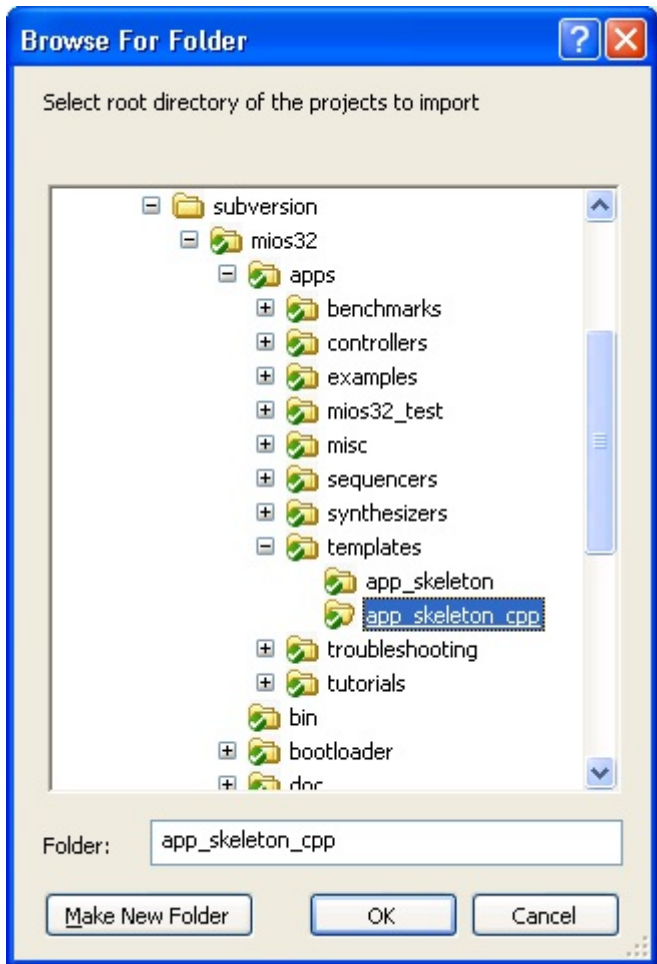 Browse For Folder
Select root directory of the projects to import
subversion
mios32
apps
benchmarks
controllers
examples
mios32_test
misc
sequencers
synthesizers
templates
app_skeleton
app_skeleton_cpp
troubleshooting
tutorials
bin
bootloader
doc
Folder: app_skeleton_cpp
Make New Folder OK Cancel